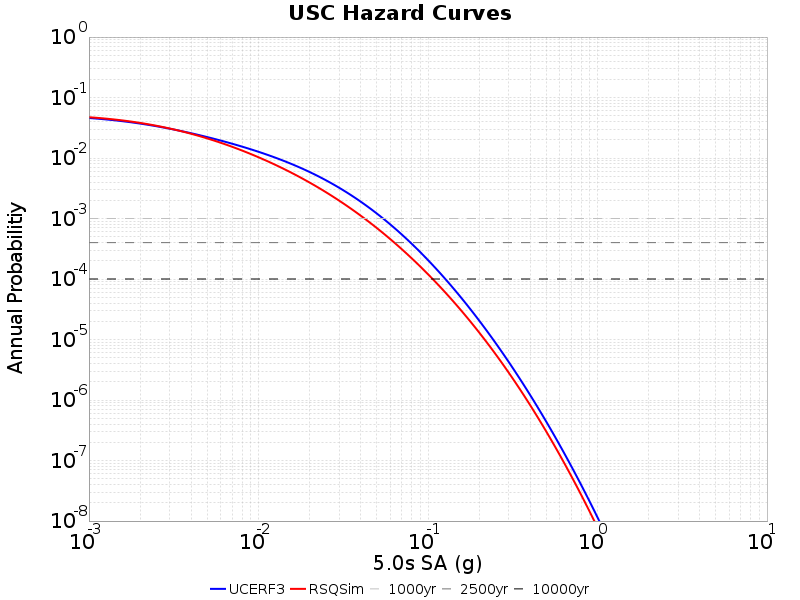 USC Hazard Curves
10^0
10^-1
10^-2
10^-3
10^-4
10^-5
10^-6
10^-7
10^-8
Annual Probabilitiy
10^-3 10^-2 10^-1 10^0 10^1
5.0s SA (g)
UCERF3 RSQSim 1000yr 2500yr 10000yr